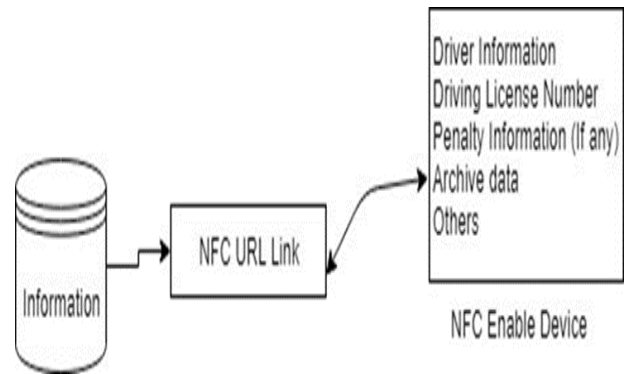 Information
NFC URL Link
Driver Information
Driving License Number
Penalty Information (If any)
Archive data
Others
NFC Enable Device